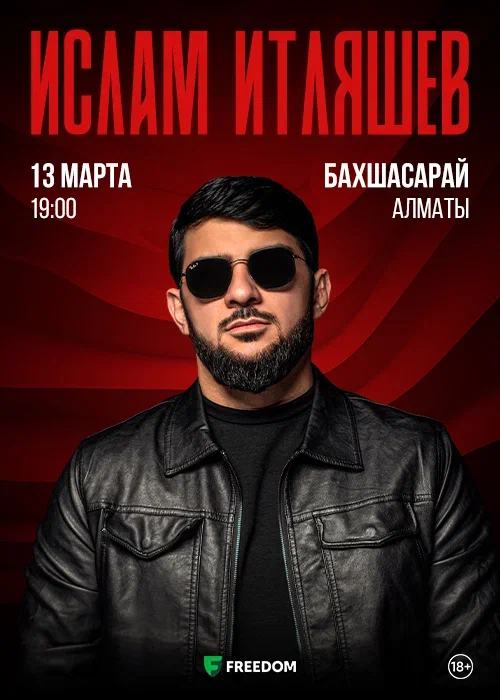 ИСЛАМ ИТЛЯШЕВ
13 МАРТА
19:00
БАХШАСАРАЙ
АЛМАТЫ
FREEDOM
18+